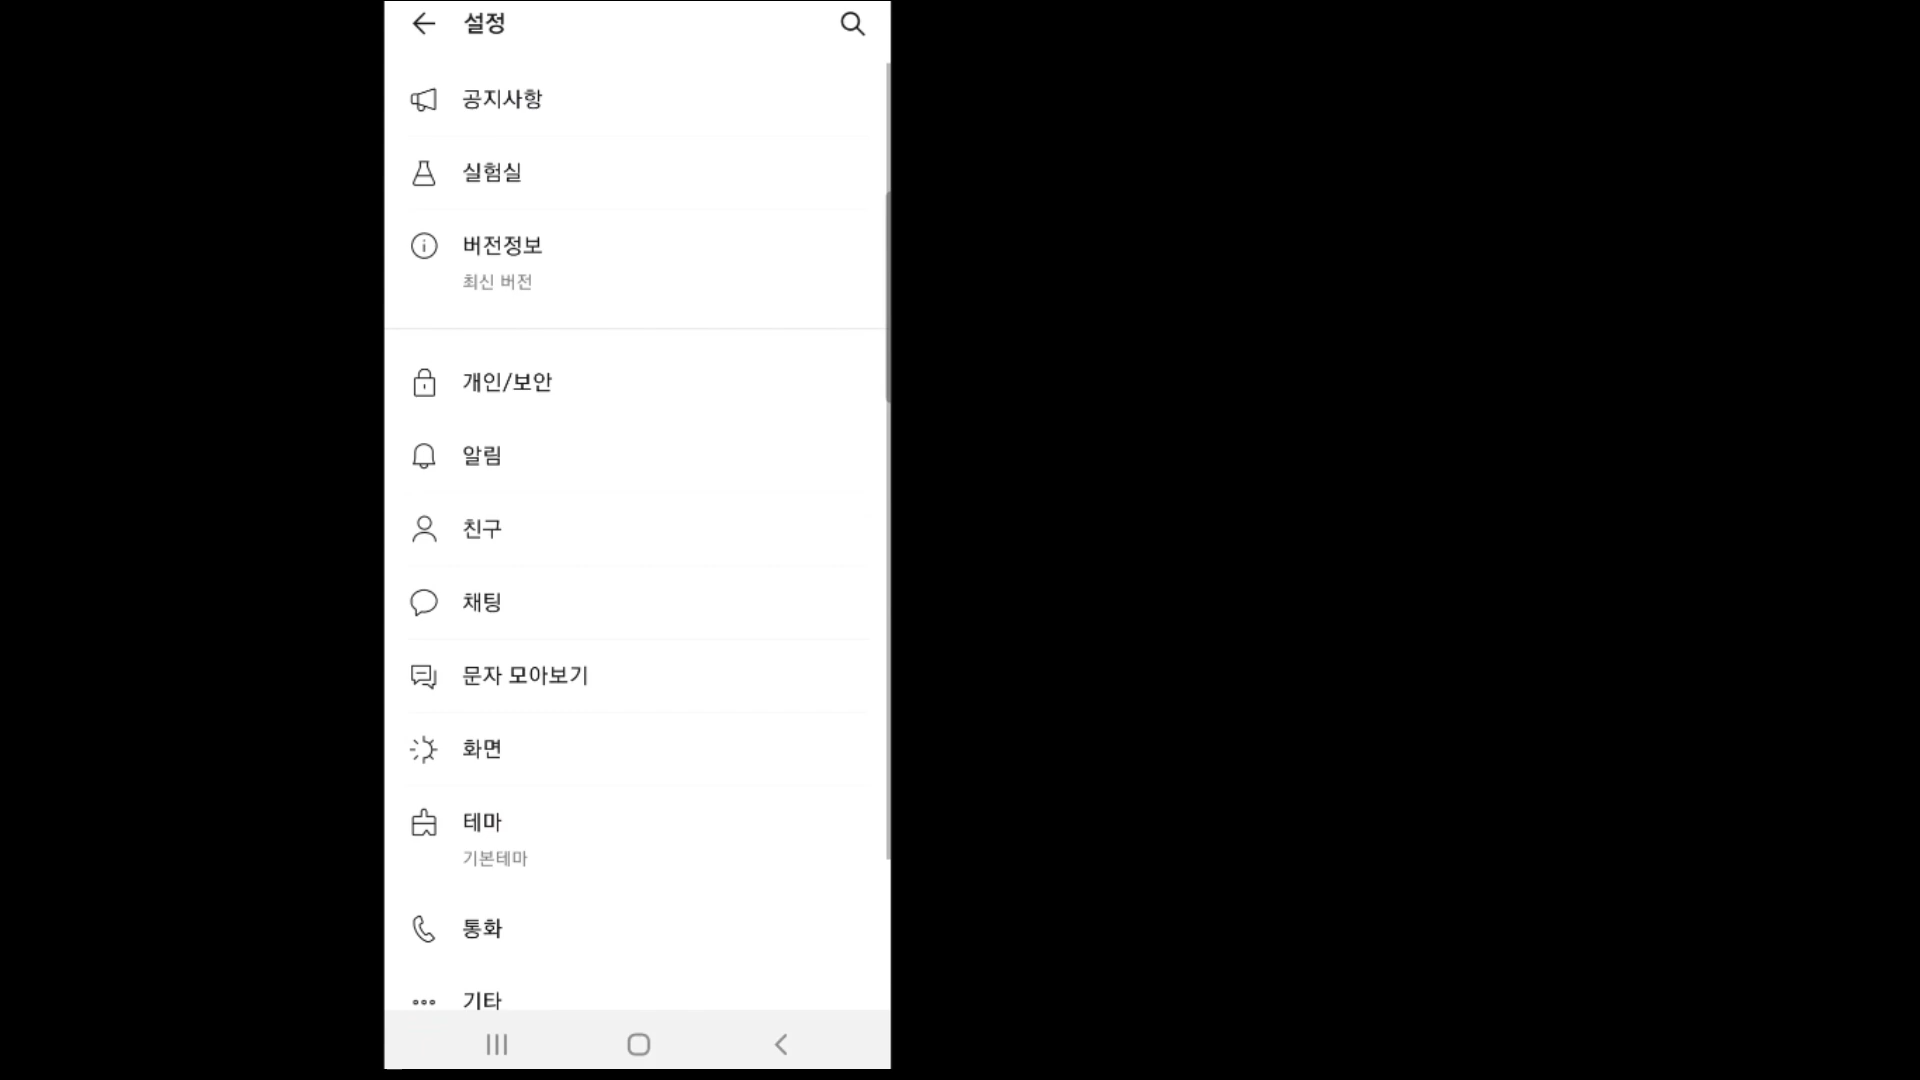 설정
공지사항
실험실
버전정보
최신 버전
개인/보안
알림
친구
채팅
문자 모아보기
화면
테마
기본테마
통화
기타